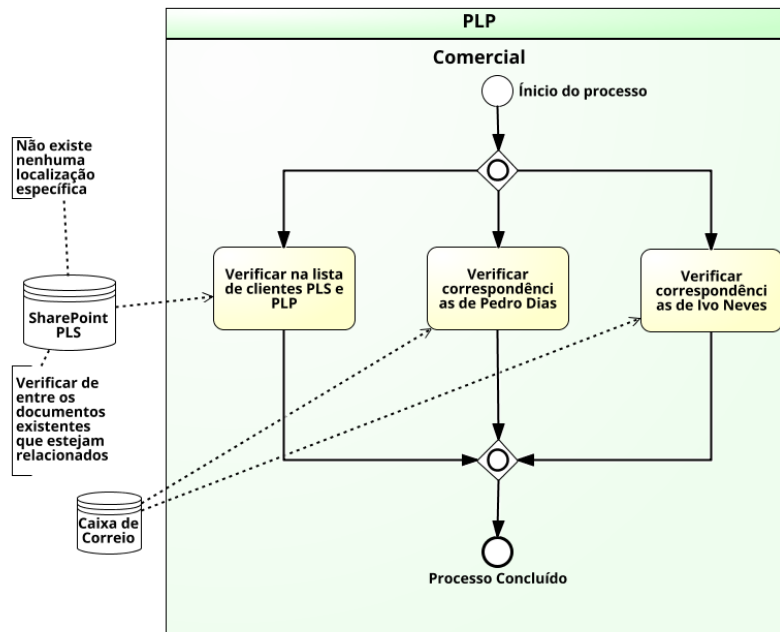 PLP
Comercial
Ínicio do processo
Não existe
nenhuma
localização
específica
Verificar na lista
de clientes PLS e
PLP
Verificar
correspondênci
as de Pedro Dias
Verificar
correspondênci
as de Ivo Neves
SharePoint
PLS
Verificar de
entre os
documentos
existentes
que estejam
relacionados
Caixa de
Correio
Processo Concluído